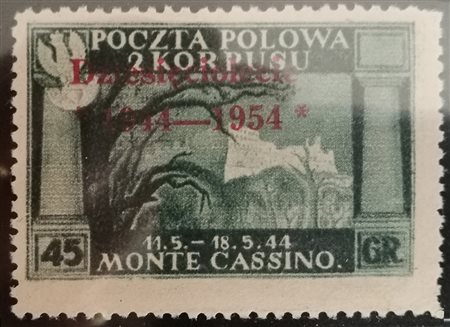 POCZTA POLOWA
2 KORPUSU
Dziesięciolecie
* 1944—1954 *
11.5.– 18.5.44
45 MONTE CASSINO. GR.